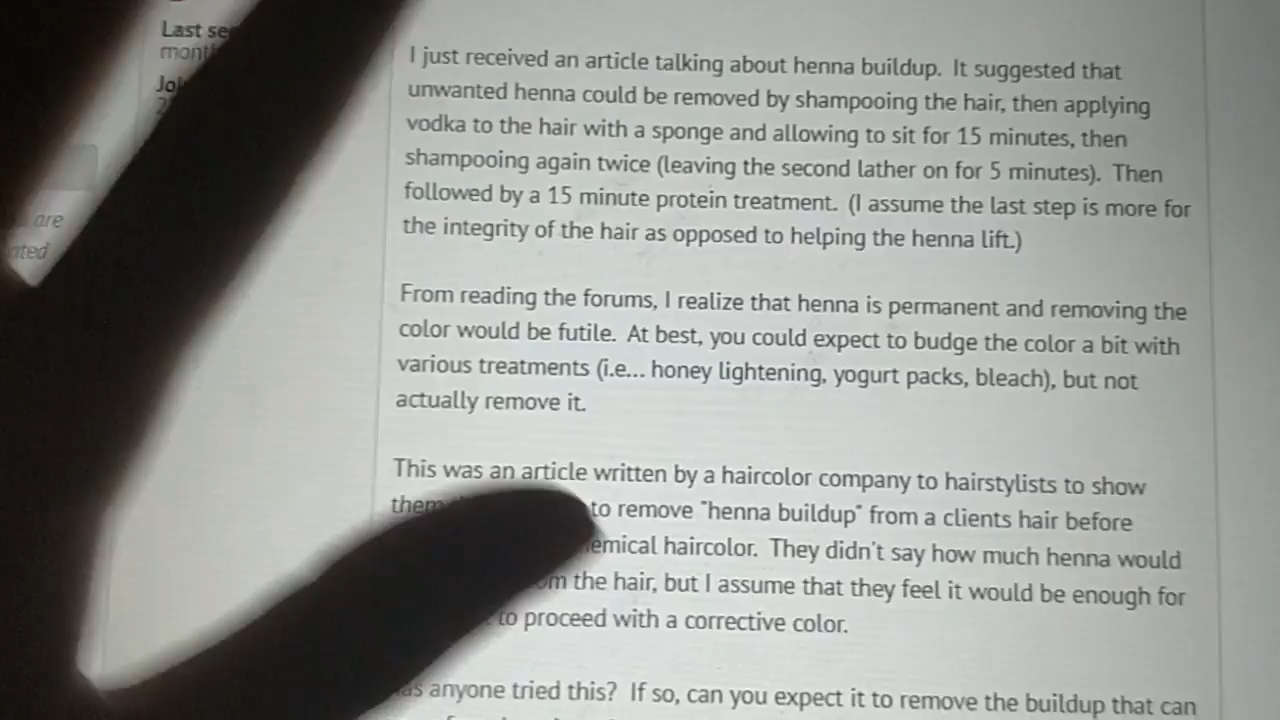 Last
month
I just received an article talking about henna buildup. It suggested that
unwanted henna could be removed by shampooing the hair, then applying
vodka to the hair with a sponge and allowing to sit for 15 minutes, then
shampooing again twice (leaving the second lather on for 5 minutes). Then
followed by a 15 minute protein treatment. (I assume the last step is more for
are
the integrity of the hair as opposed to helping the henna lift.)
From reading the forums, I realize that henna is permanent and removing the
color would be futile. At best, you could expect to budge the color a bit with
various treatments (i.e... honey lightening, yogurt packs, bleach), but not
actually remove it.
This was an article written by a haircolor company to hairstylists to show
to remove "henna buildup" from a clients hair before
haircolor. They didn't say how much henna would
the hair, but I assume that they feel it would be enough for
to proceed with a corrective color.
anyone tried this? If so, can you expect it to remove the buildup that can